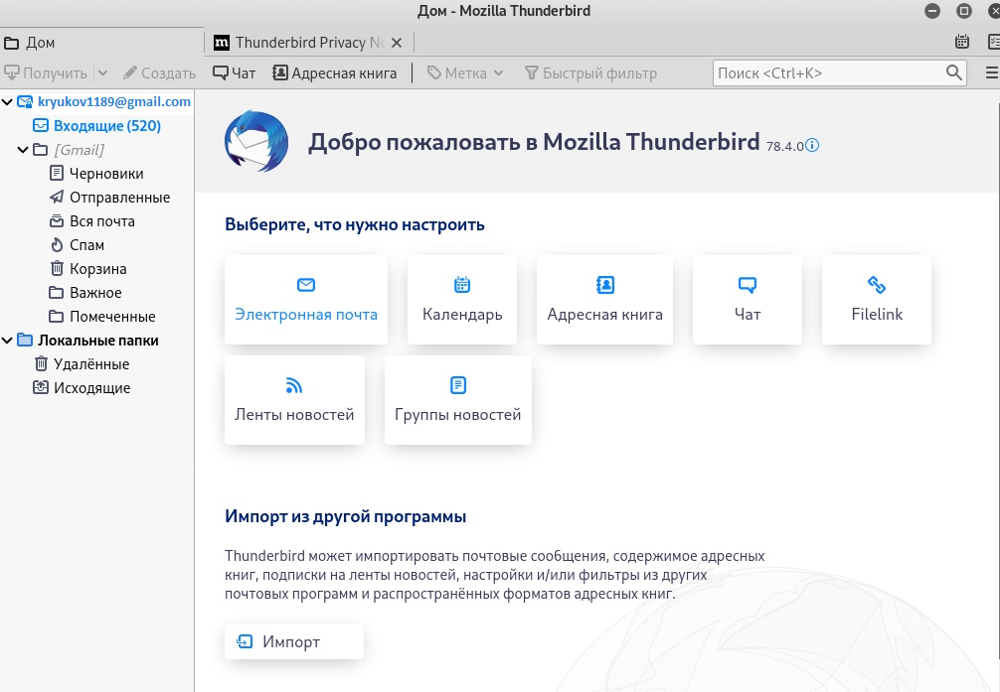 Дом - Mozilla Thunderbird
Дом
Thunderbird Privacy No
Получить
Создать
Чат
Адресная книга
Метка
Быстрый фильтр
Поиск <Ctrl+K>
kryukov1189@gmail.com
Входящие (520)
[Gmail]
Черновики
Отправленные
Вся почта
Спам
Корзина
Важное
Помеченные
Локальные папки
Удалённые
Исходящие
Добро пожаловать в Mozilla Thunderbird 78.4.0
Выберите, что нужно настроить
Электронная почта
Календарь
Адресная книга
Чат
Filelink
Ленты новостей
Группы новостей
Импорт из другой программы
Thunderbird может импортировать почтовые сообщения, содержимое адресных
книг, подписки на ленты новостей, настройки и/или фильтры из других
почтовых программ и распространённых форматов адресных книг.
Импорт